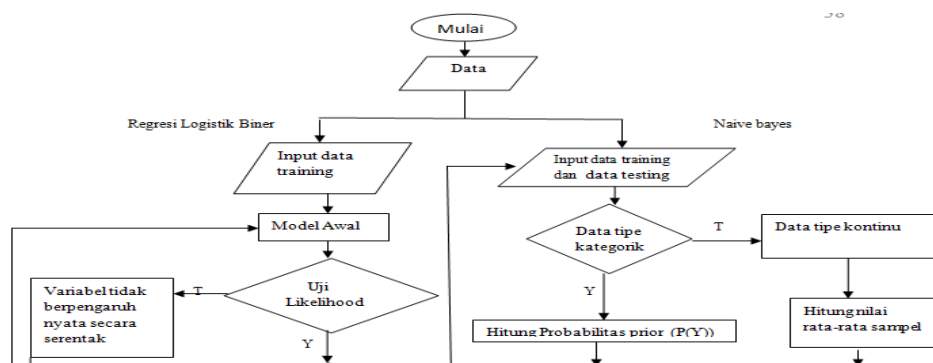 Mulai
Data
Regresi Logistik Biner
Naive bayes
Input data
training
Input data training
dan data testing
Model Awal
Data tipe
kategorik
T
Data tipe kontinu
Uji
Likelihood
T
Variabel tidak
berpengaruh
nyata secara
serentak
Y
Y
Hitung Probabilitas prior (P(Y))
Hitung nilai
rata-rata sampel